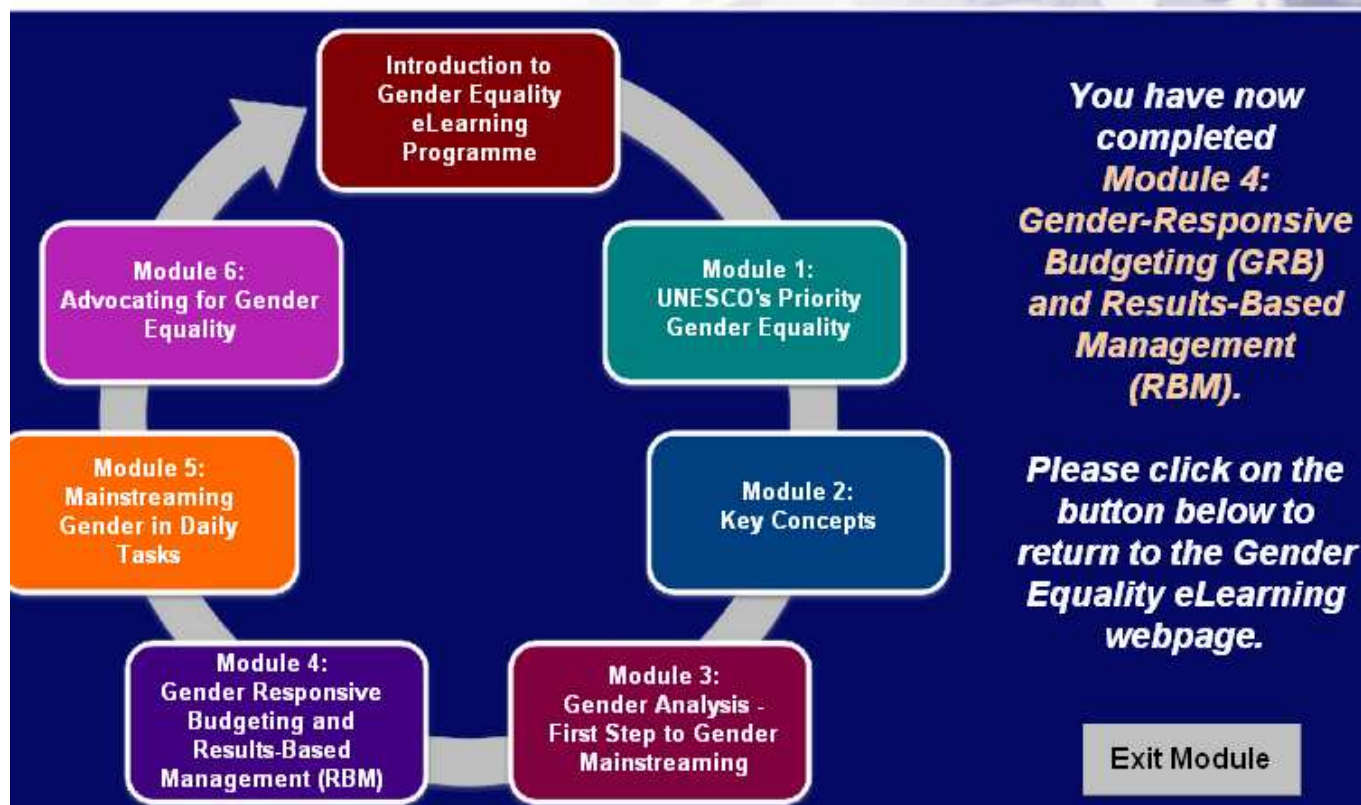 Introduction to
Gender Equality
eLearning
Programme
Module 1:
UNESCO's Priority
Gender Equality
Module 2:
Key Concepts
Module 3:
Gender Analysis -
First Step to Gender
Mainstreaming
Module 4:
Gender Responsive
Budgeting and
Results-Based
Management (RBM)
Module 5:
Mainstreaming
Gender in Daily
Tasks
Module 6:
Advocating for Gender
Equality
You have now
completed
Module 4:
Gender-Responsive
Budgeting (GRB)
and Results-Based
Management
(RBM).
Please click on the
button below to
return to the Gender
Equality eLearning
webpage.
Exit Module